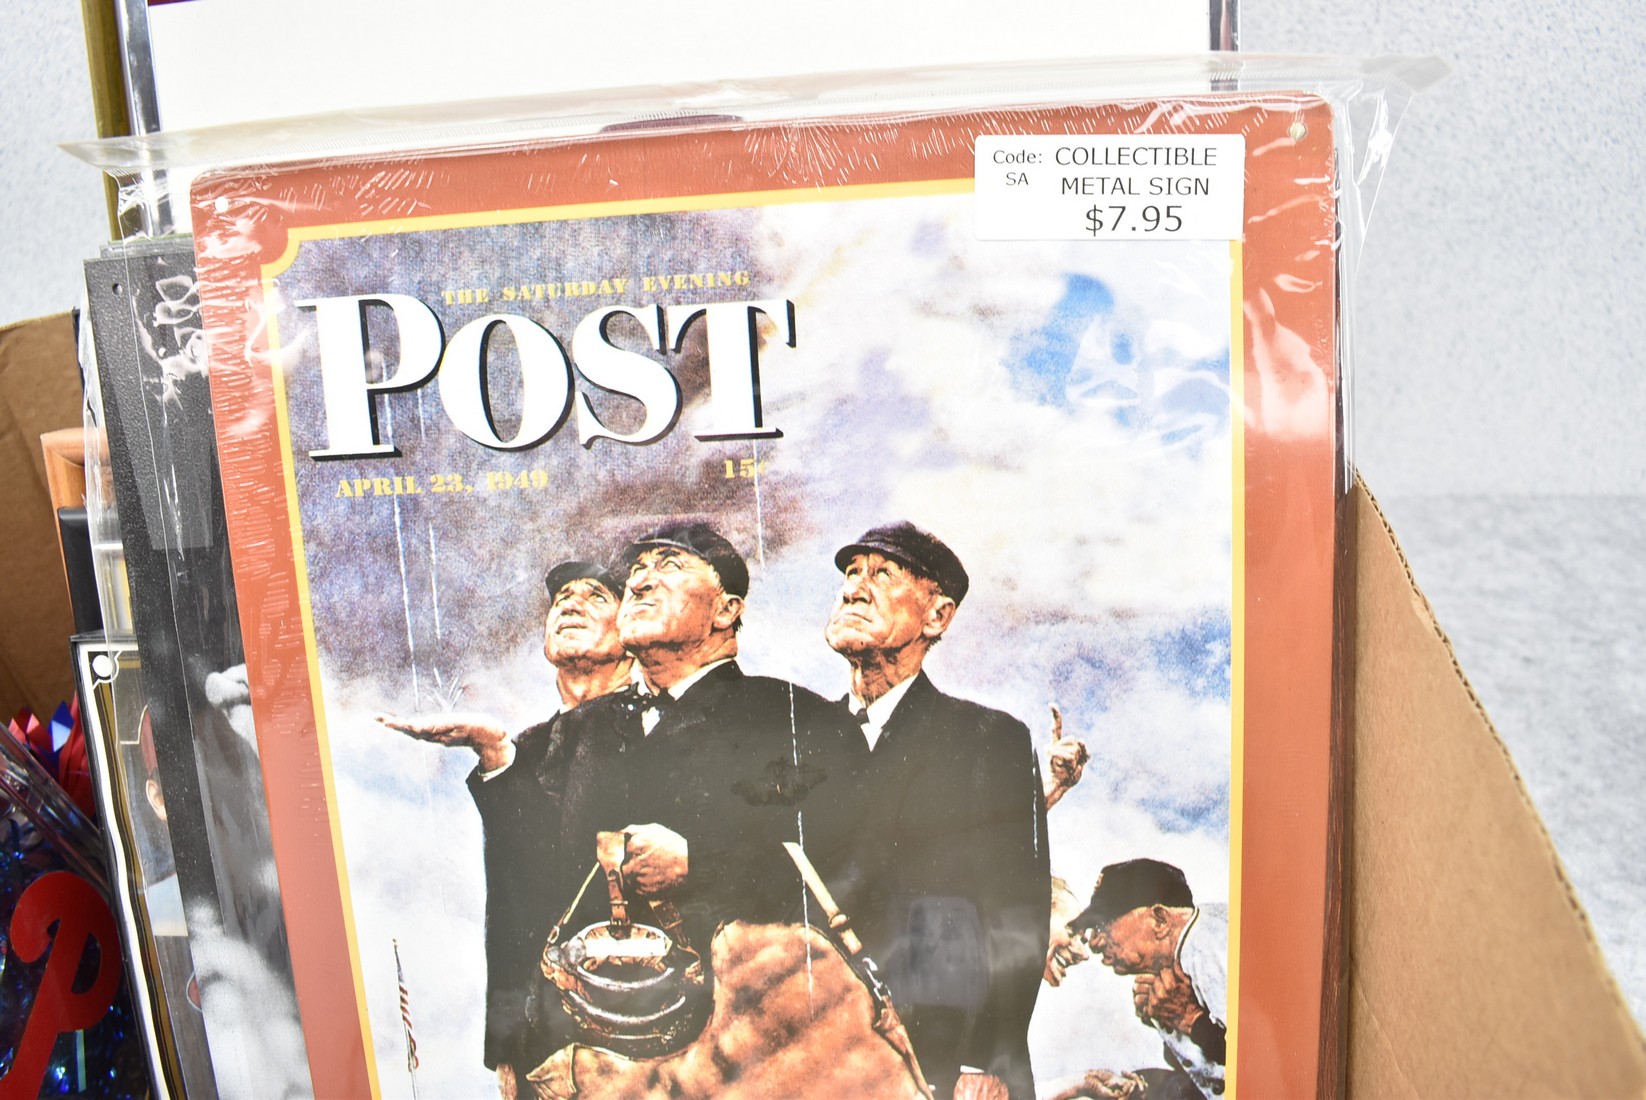 Code: COLLECTIBLE
SA METAL SIGN
$7.95
THE SATURDAY EVENING
POST
APRIL 23, 1949 15¢
P